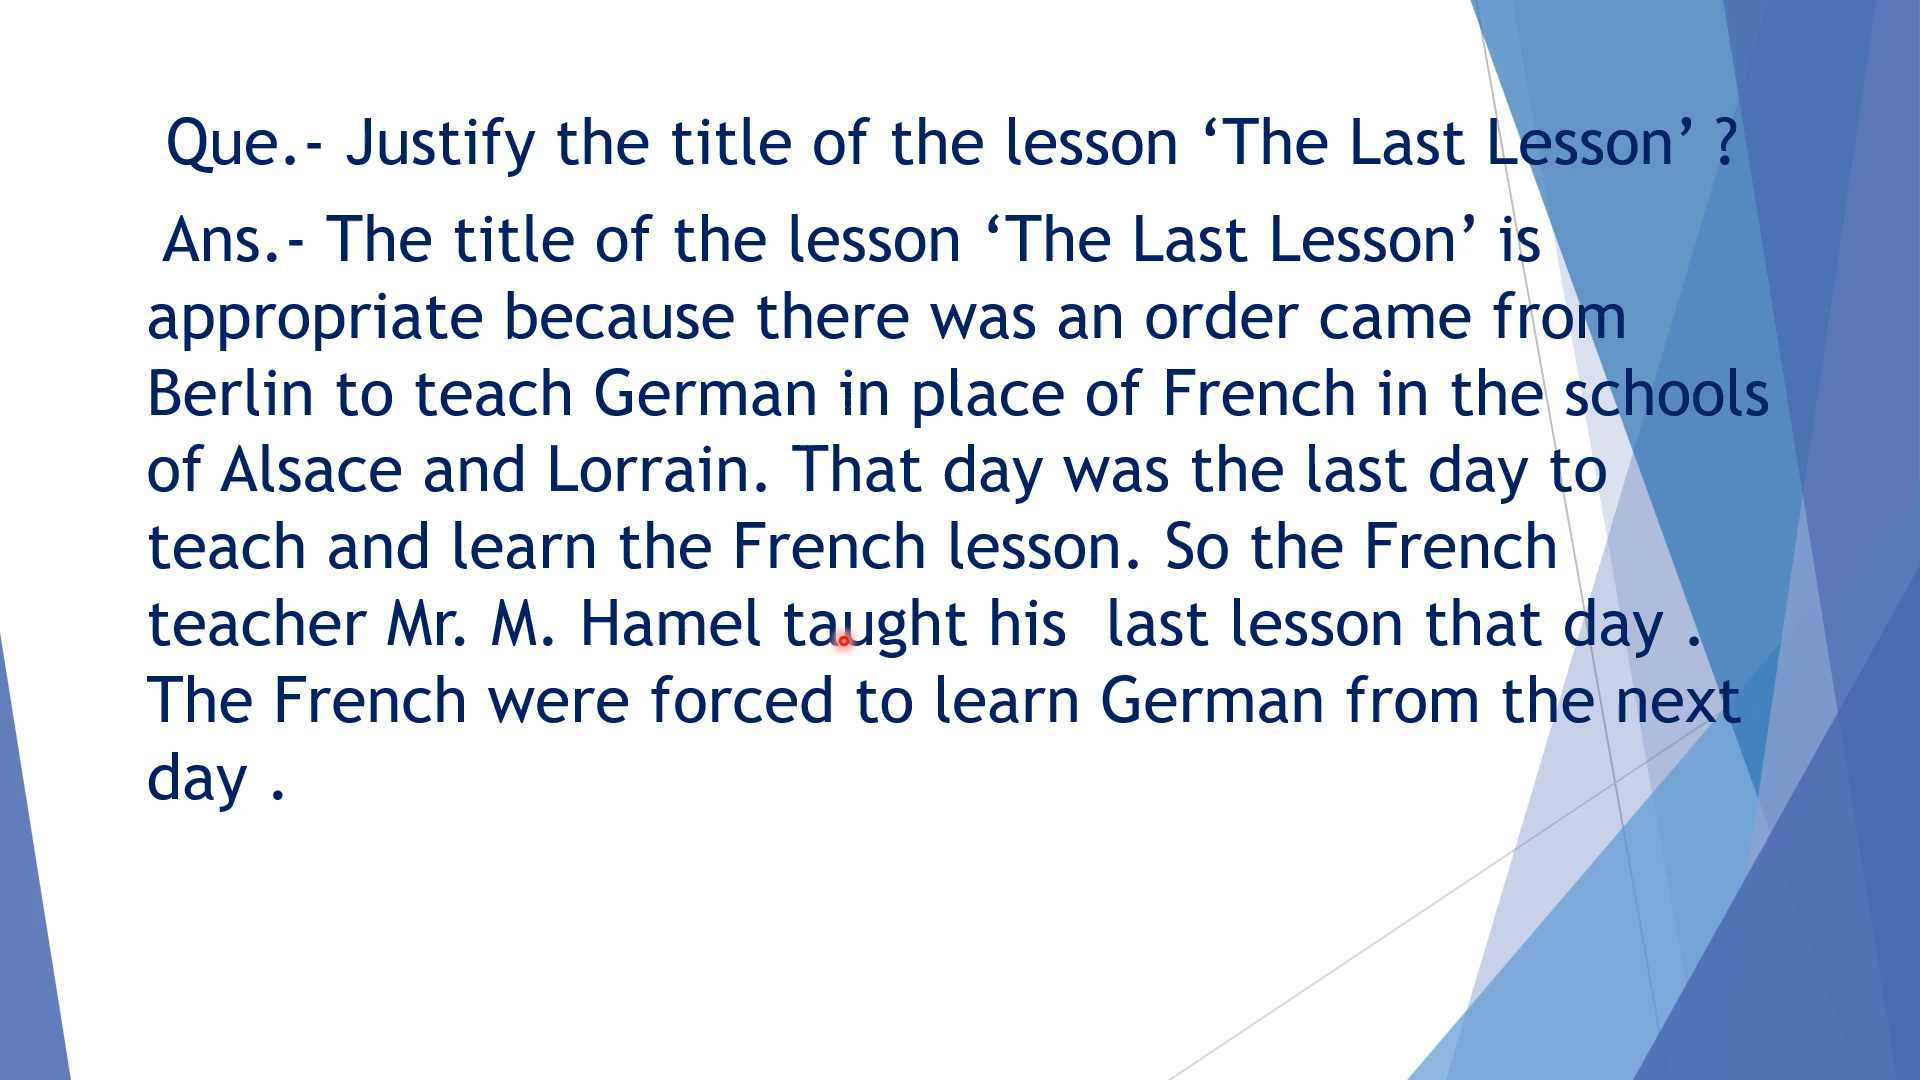 Que.- Justify the title of the lesson ‘The Last Lesson’ ?
Ans.- The title of the lesson ‘The Last Lesson’ is
appropriate because there was an order came from
Berlin to teach German in place of French in the schools
of Alsace and Lorrain. That day was the last day to
teach and learn the French lesson. So the French
teacher Mr. M. Hamel taught his  last lesson that day .
The French were forced to learn German from the next
day .